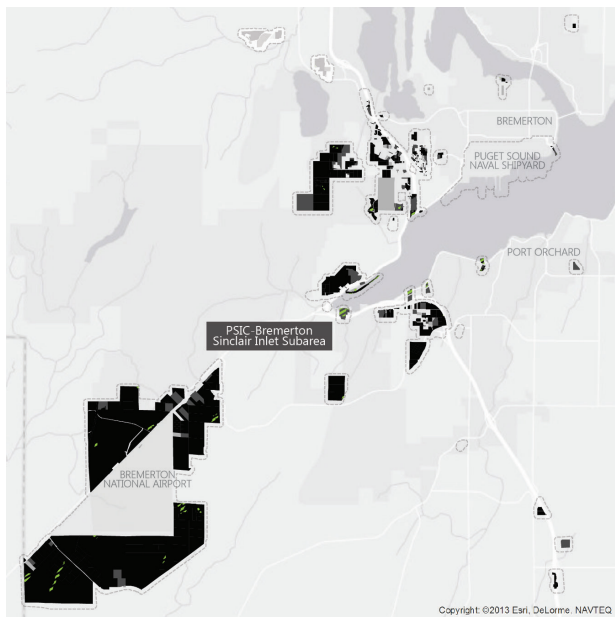 BREMERTON
PUGET SOUND
NAVAL SHIPYARD
PORT ORCHARD
PSIC-Bremerton
Sinclair Inlet Subarea
BREMERTON
NATIONAL AIRPORT
Copyright: ©2013 Esri, DeLorme, NAVTEQ